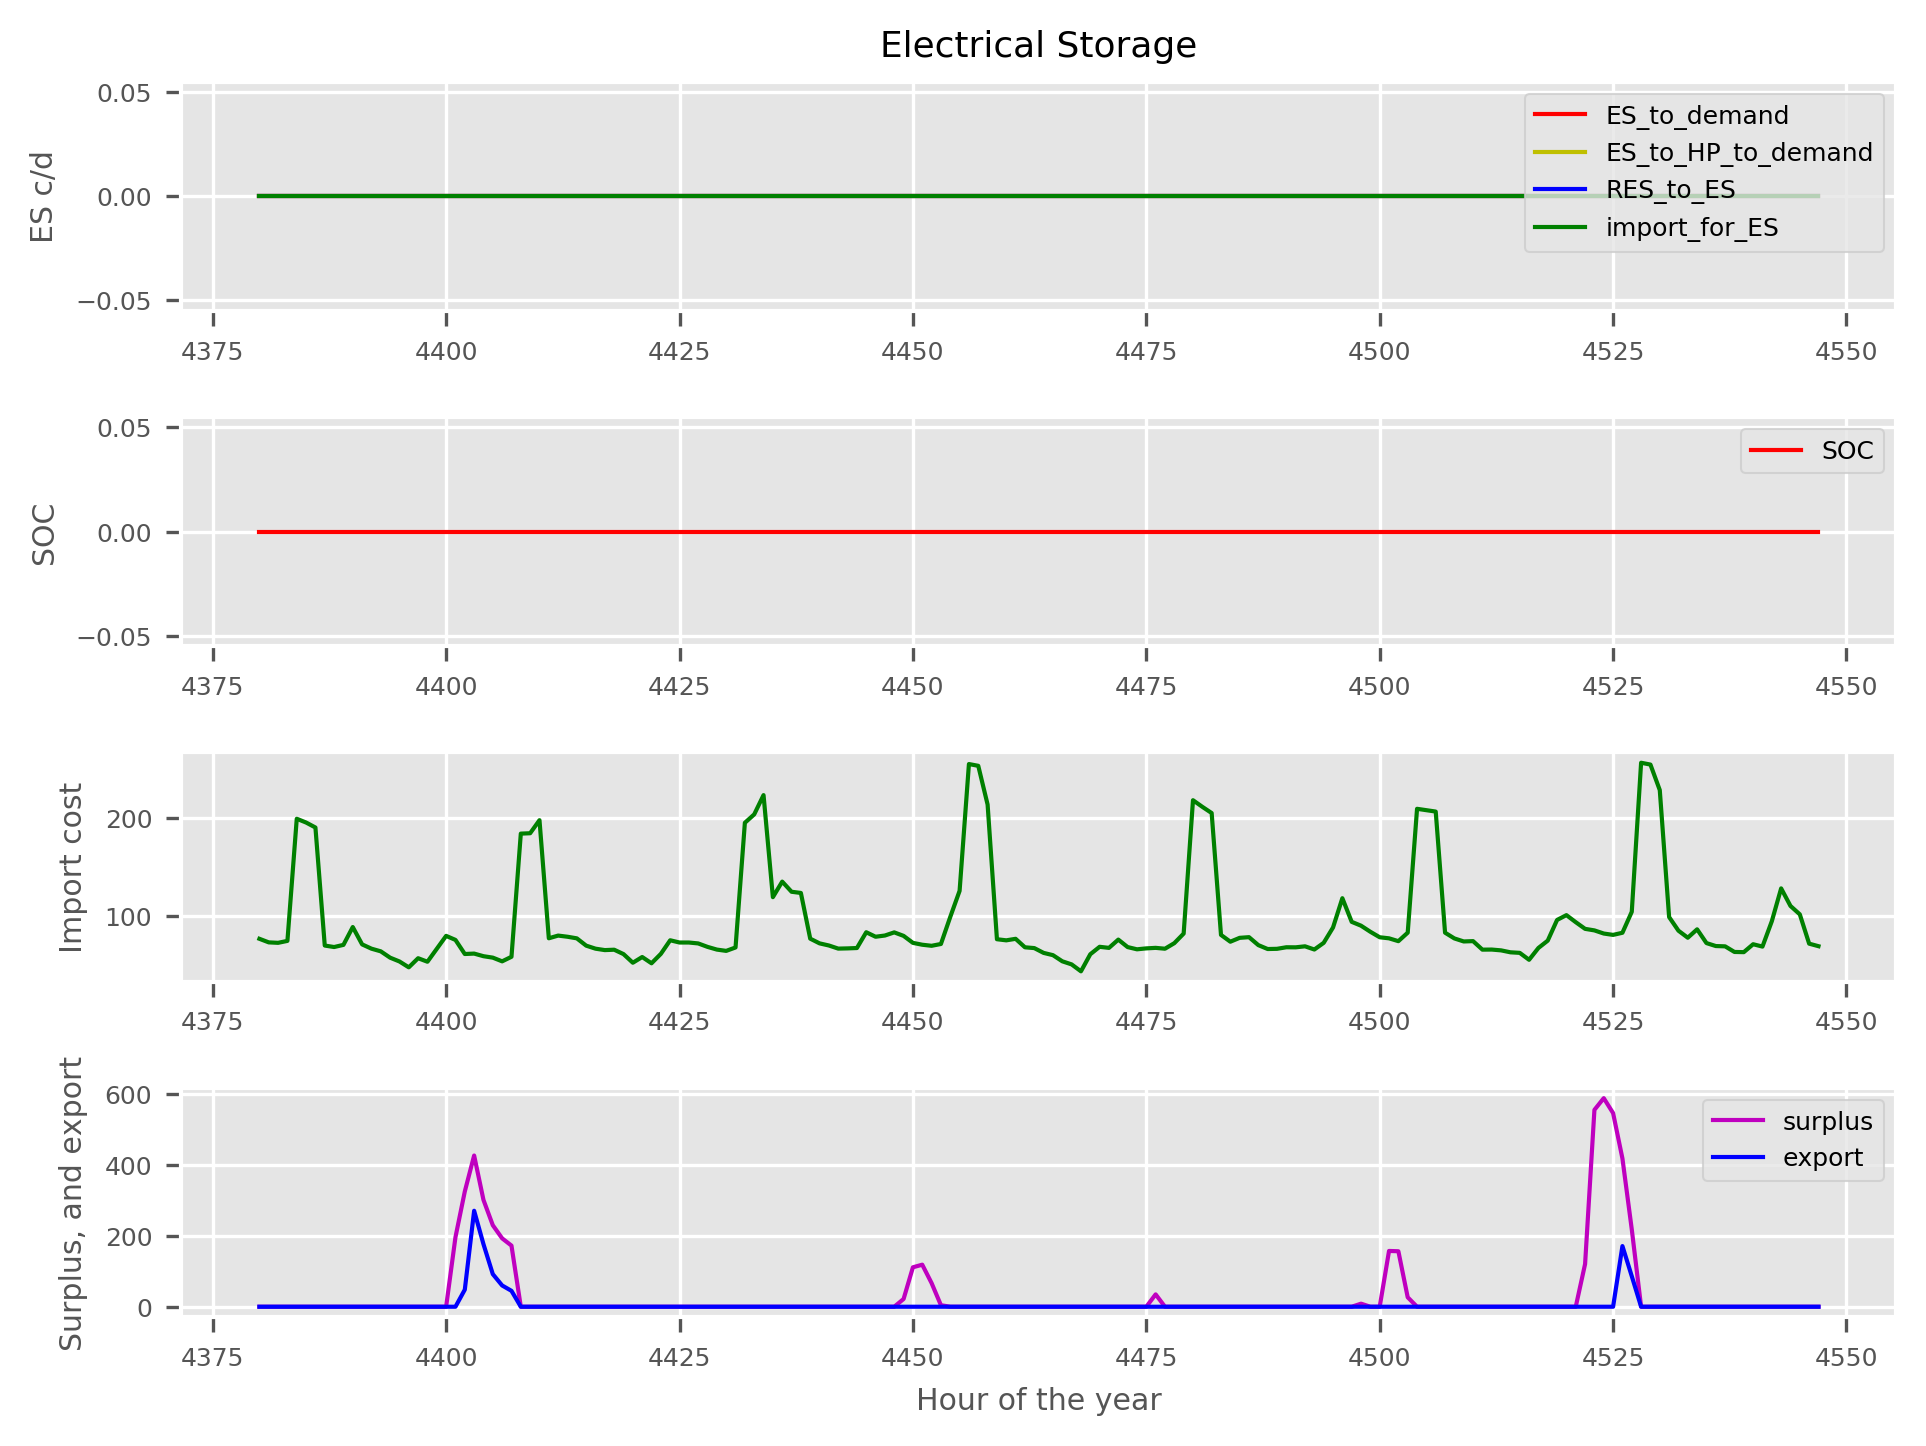 Electrical Storage
ES c/d
0.05
0.00
−0.05
ES_to_demand
ES_to_HP_to_demand
RES_to_ES
import_for_ES
4375 4400 4425 4450 4475 4500 4525 4550
SOC
0.05
0.00
−0.05
SOC
4375 4400 4425 4450 4475 4500 4525 4550
Import cost
200
100
4375 4400 4425 4450 4475 4500 4525 4550
Surplus, and export
600
400
200
0
surplus
export
4375 4400 4425 4450 4475 4500 4525 4550
Hour of the year